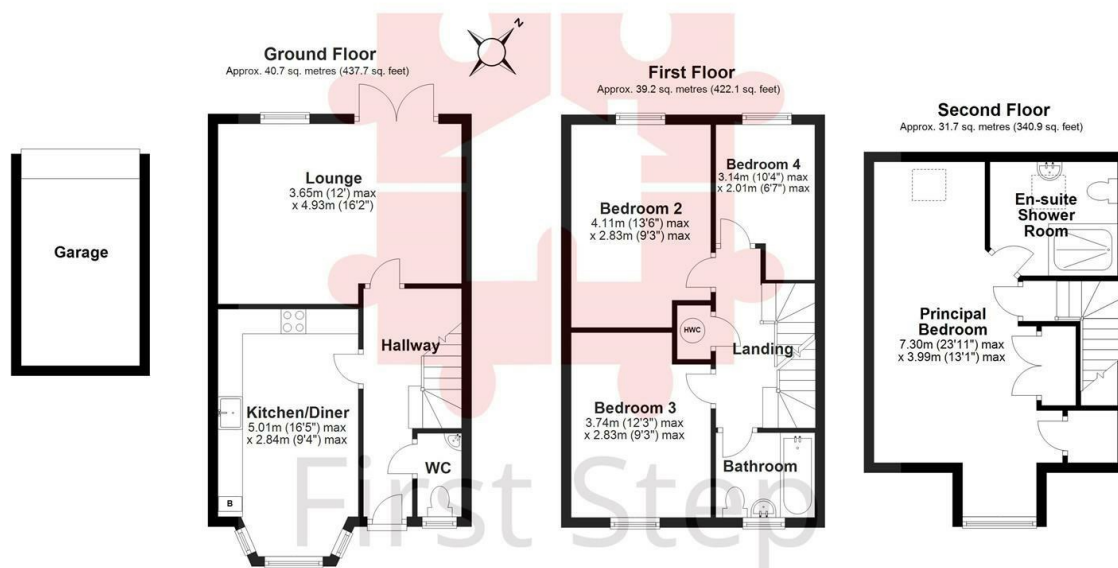 Ground Floor
Approx. 40.7 sq. metres (437.7 sq. feet)
Lounge
3.65m (12') max
x 4.93m (16'2")
Garage
Hallway
Kitchen/Diner
5.01m (16'5") max
x 2.84m (9'4") max
WC
B
N
First Floor
Approx. 39.2 sq. metres (422.1 sq. feet)
Bedroom 4
3.14m (10'4") max
x 2.01m (6'7") max
Bedroom 2
4.11m (13'6") max
x 2.83m (9'3") max
HWC
Landing
Bedroom 3
3.74m (12'3") max
x 2.83m (9'3") max
Bathroom
Second Floor
Approx. 31.7 sq. metres (340.9 sq. feet)
En-suite
Shower
Room
Principal
Bedroom
7.30m (23'11") max
x 3.99m (13'1") max
First Step